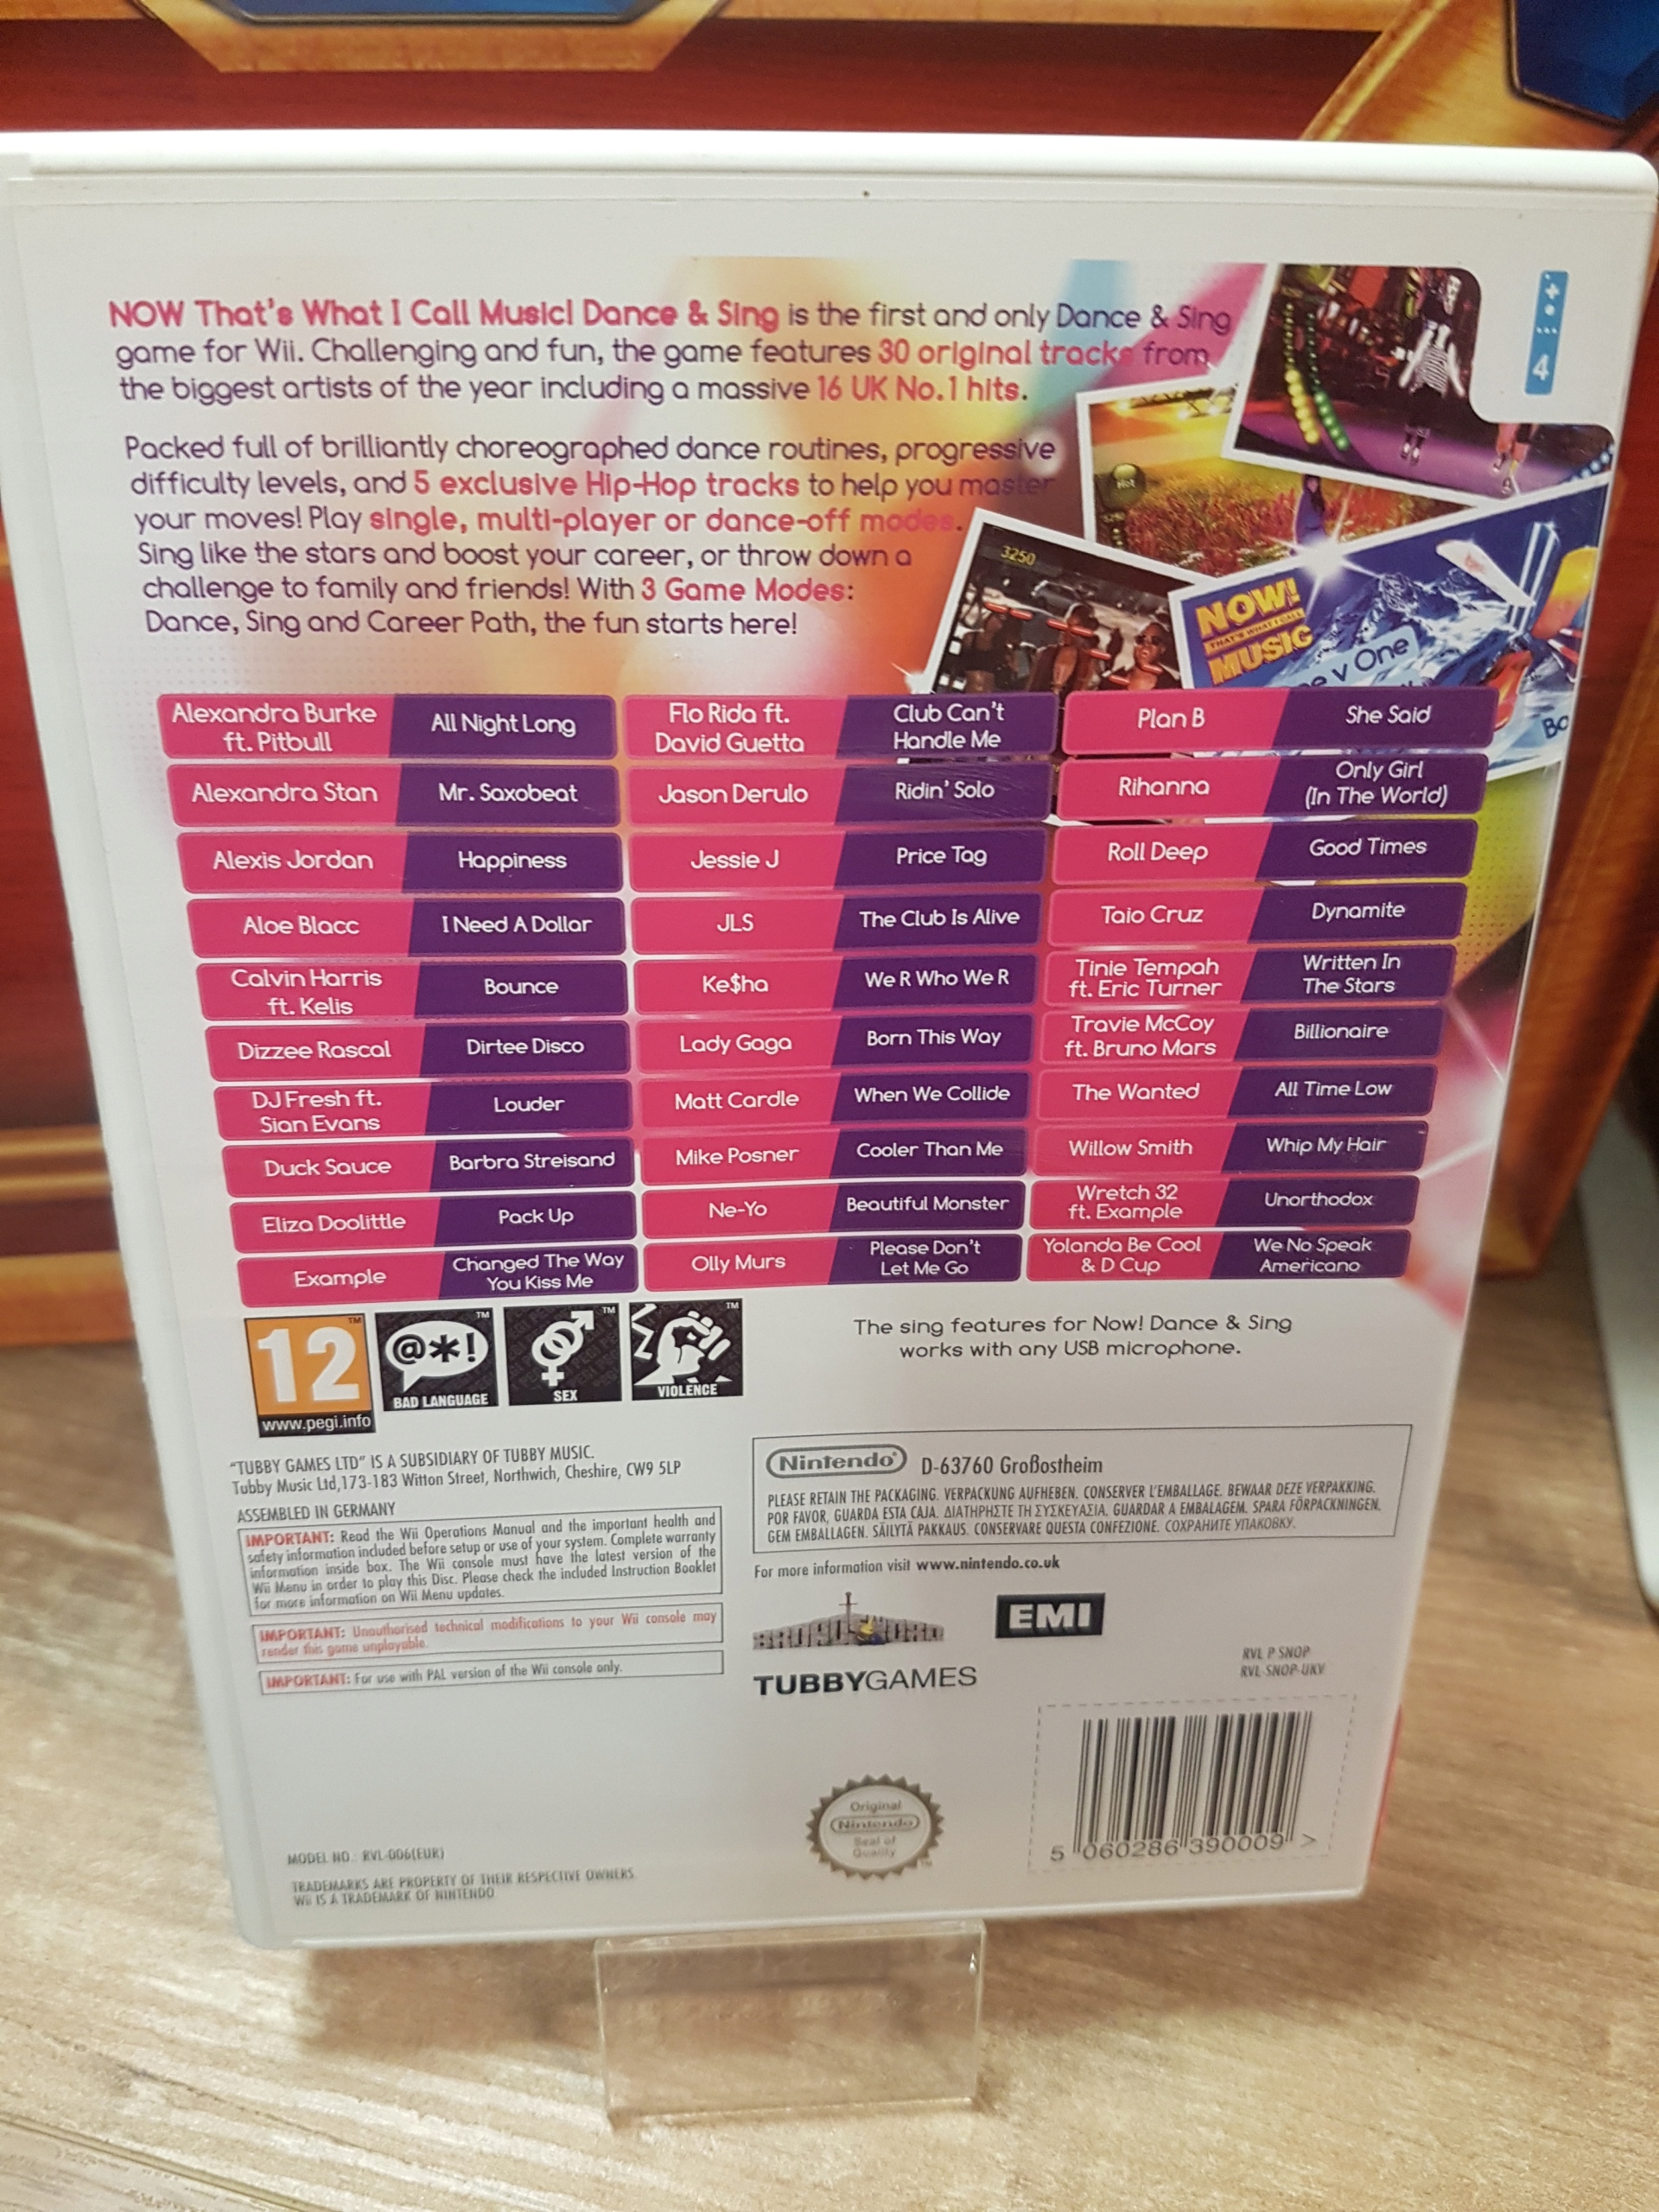 NOW That's What I Call Music! Dance & Sing is the first and only Dance & Sing
game for Wii. Challenging and fun, the game features 30 original tracks from
the biggest artists of the year including a massive 16 UK No.1 hits.
4
Packed full of brilliantly choreographed dance routines, progressive
difficulty levels, and 5 exclusive Hip-Hop tracks to help you master
your moves! Play single, multi-player or dance-off modes.
Sing like the stars and boost your career, or throw down a
challenge to family and friends! With 3 Game Modes:
Dance, Sing and Career Path, the fun starts here!
Hot
3250
NOW!
THAT'S WHAT I CALL
MUSIC
v One
Alexandra Burke
ft. Pitbull
All Night Long
Alexandra Stan
Mr. Saxobeat
Alexis Jordan
Happiness
Aloe Blacc
I Need A Dollar
Calvin Harris
ft. Kelis
Bounce
Dizzee Rascal
Dirtee Disco
DJ Fresh ft.
Sian Evans
Louder
Duck Sauce
Barbra Streisand
Eliza Doolittle
Pack Up
Example
Changed The Way
You Kiss Me
Flo Rida ft.
David Guetta
Club Can't
Handle Me
Jason Derulo
Ridin' Solo
Jessie J
Price Tag
JLS
The Club Is Alive
Ke$ha
We R Who We R
Lady Gaga
Born This Way
Matt Cardle
When We Collide
Mike Posner
Cooler Than Me
Ne-Yo
Beautiful Monster
Olly Murs
Please Don't
Let Me Go
Plan B
She Said
Rihanna
Only Girl
(In The World)
Roll Deep
Good Times
Taio Cruz
Dynamite
Tinie Tempah
ft. Eric Turner
Written In
The Stars
Travie McCoy
ft. Bruno Mars
Billionaire
The Wanted
All Time Low
Willow Smith
Whip My Hair
Wretch 32
ft. Example
Unorthodox
Yolanda Be Cool
& D Cup
We No Speak
Americano
12
www.pegi.info
@*!
BAD LANGUAGE
SEX
VIOLENCE
The sing features for Now! Dance & Sing
works with any USB microphone.
"TUBBY GAMES LTD" IS A SUBSIDIARY OF TUBBY MUSIC.
Tubby Music Ltd,173-183 Witton Street, Northwich, Cheshire, CW9 5LP
ASSEMBLED IN GERMANY
IMPORTANT: Read the Wii Operations Manual and the important health and
safety information included before setup or use of your system. Complete warranty
information inside box. The Wii console must have the latest version of the
Wii Menu in order to play this Disc. Please check the included Instruction Booklet
for more information on Wii Menu updates.
IMPORTANT: Unauthorised technical modifications to your Wii console may
render this game unplayable.
IMPORTANT: For use with PAL version of the Wii console only.
Nintendo® D-63760 Großostheim
PLEASE RETAIN THE PACKAGING. VERPACKUNG AUFHEBEN. CONSERVER L'EMBALLAGE. BEWAAR DEZE VERPAKKING.
POR FAVOR, GUARDA ESTA CAJA. ΔΙΑΤΗΡΗΣΤΕ ΤΗ ΣΥΣΚΕΥΑΣΙΑ. GUARDAR A EMBALAGEM. SPARA FÖRPACKNINGEN.
GEM EMBALLAGEN. SÄILYTÄ PAKKAUS. CONSERVARE QUESTA CONFEZIONE. СОХРАНИТЕ УПАКОВКУ.
For more information visit www.nintendo.co.uk
EMI
TUBBYGAMES
RVL P SNOP
RVL-SNOP-UKV
Original
Nintendo
Seal of
Quality
5 060286 390009 >
MODEL NO.: RVL-006(EUR)
TRADEMARKS ARE PROPERTY OF THEIR RESPECTIVE OWNERS
Wii IS A TRADEMARK OF NINTENDO